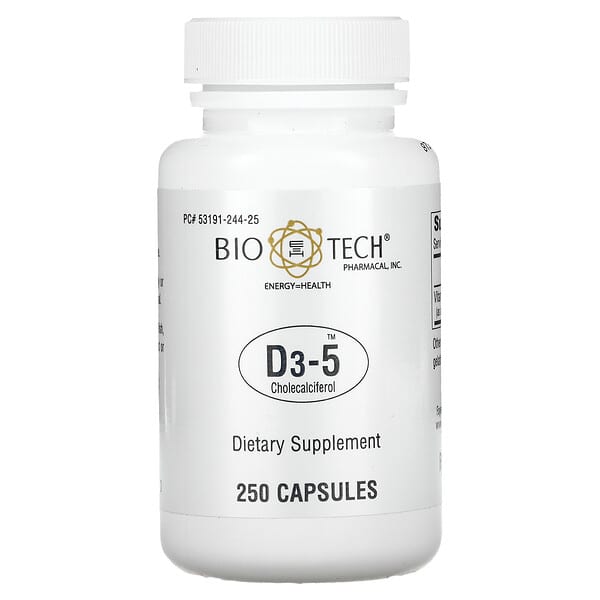 PC# 53191-244-25
BIO TECH®
PHARMACAL, INC.
ENERGY=HEALTH
D3-5™
Cholecalciferol
Dietary Supplement
250 CAPSULES